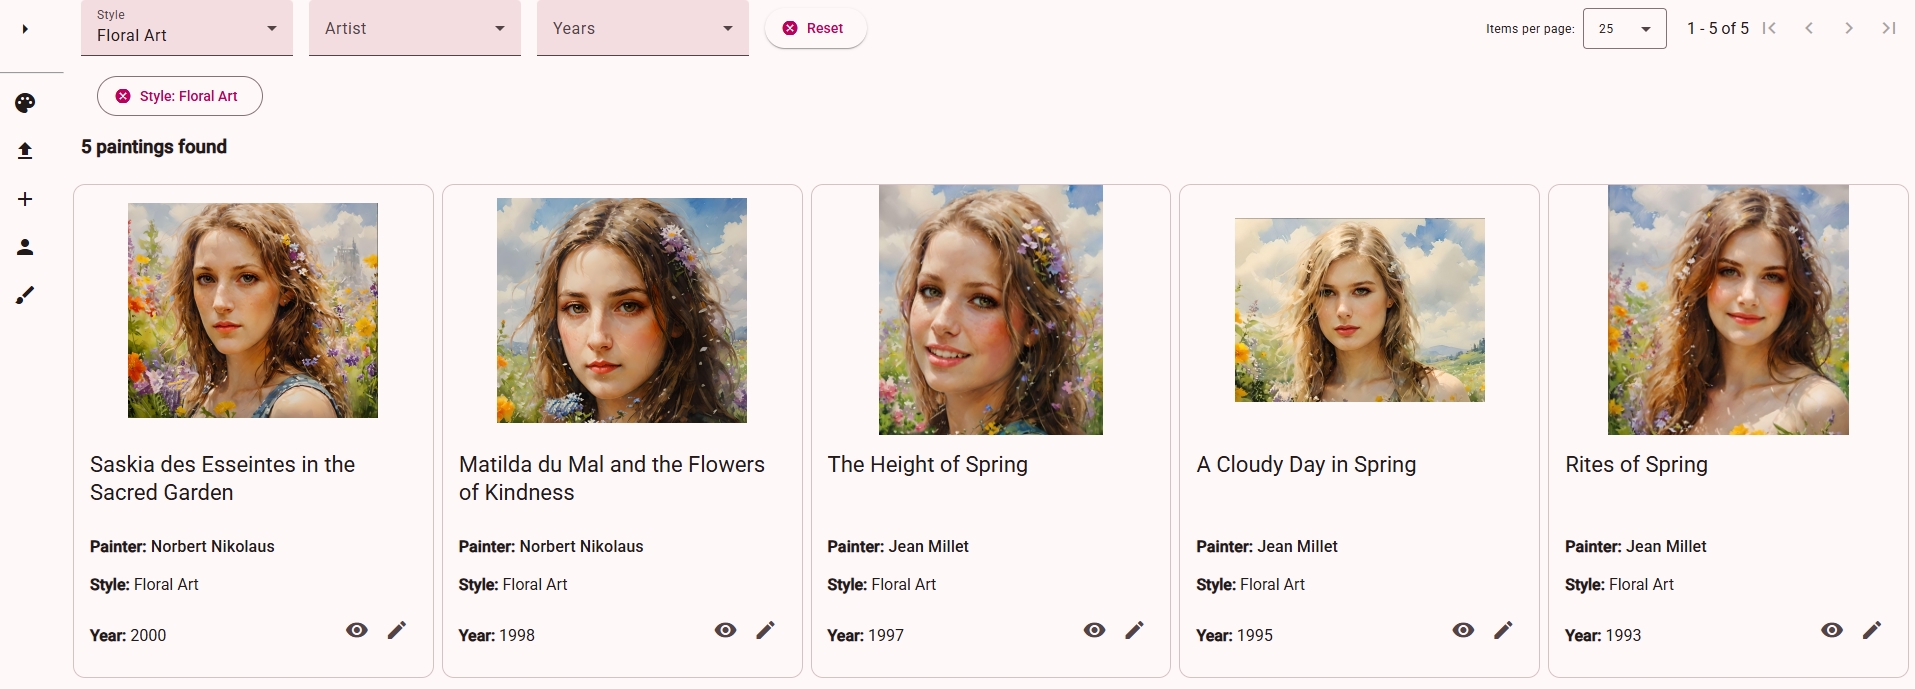 Style
Floral Art
Artist
Years
Reset
Items per page:
25
1 - 5 of 5
Style: Floral Art
5 paintings found
Saskia des Esseintes in the
Sacred Garden
Painter: Norbert Nikolaus
Style: Floral Art
Year: 2000
Matilda du Mal and the Flowers
of Kindness
Painter: Norbert Nikolaus
Style: Floral Art
Year: 1998
The Height of Spring
Painter: Jean Millet
Style: Floral Art
Year: 1997
A Cloudy Day in Spring
Painter: Jean Millet
Style: Floral Art
Year: 1995
Rites of Spring
Painter: Jean Millet
Style: Floral Art
Year: 1993